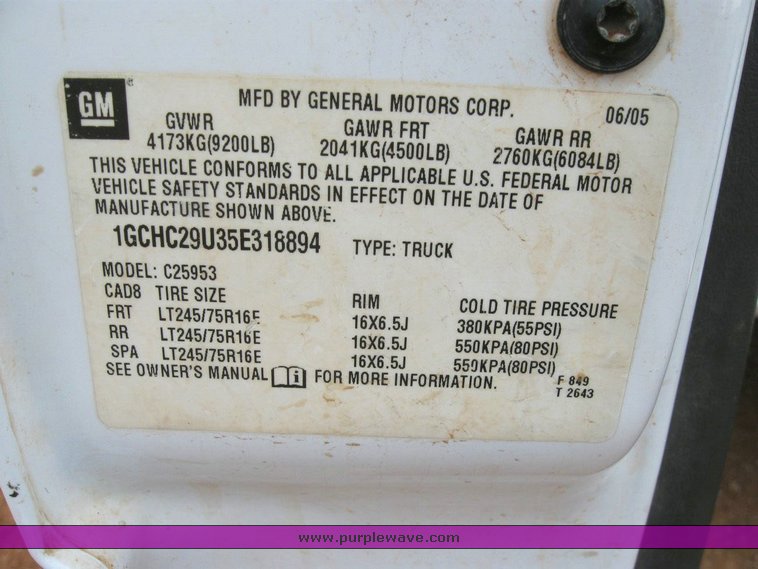 GM
MFD BY GENERAL MOTORS CORP. 06/05
GVWR GAWR FRT GAWR RR
4173KG(9200LB) 2041KG(4500LB) 2760KG(6084LB)
THIS VEHICLE CONFORMS TO ALL APPLICABLE U.S. FEDERAL MOTOR
VEHICLE SAFETY STANDARDS IN EFFECT ON THE DATE OF
MANUFACTURE SHOWN ABOVE.
1GCHC29U35E318894 TYPE: TRUCK
MODEL: C25953
CAD8 TIRE SIZE RIM COLD TIRE PRESSURE
FRT LT245/75R16E 16X6.5J 380KPA(55PSI)
RR LT245/75R16E 16X6.5J 550KPA(80PSI)
SPA LT245/75R16E 16X6.5J 550KPA(80PSI)
SEE OWNER'S MANUAL FOR MORE INFORMATION.
F 849
T 2643
www.purplewave.com